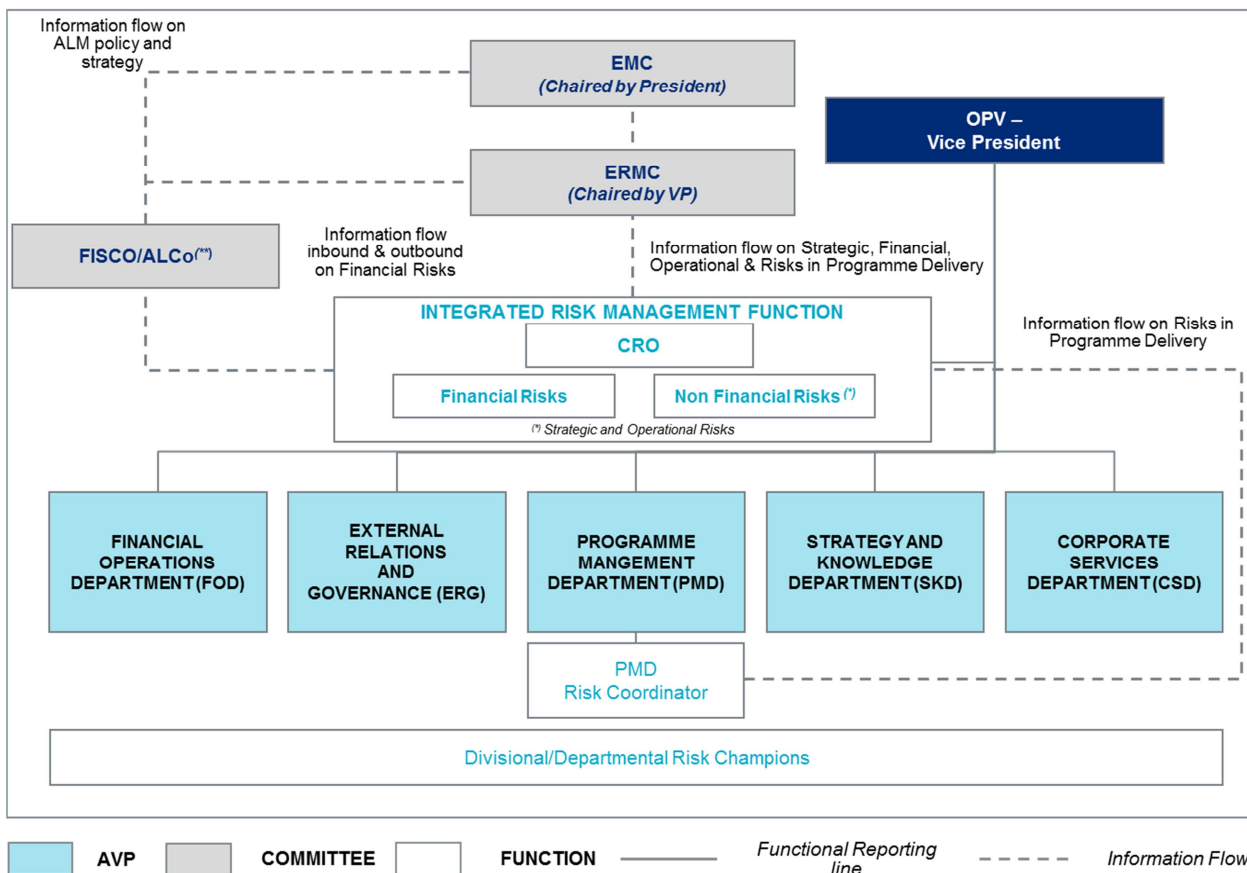 Information flow on
ALM policy and
strategy
EMC
(Chaired by President)
OPV –
Vice President
ERMC
(Chaired by VP)
FISCO/ALCo(**)
Information flow
inbound & outbound
on Financial Risks
Information flow on Strategic, Financial,
Operational & Risks in Programme Delivery
INTEGRATED RISK MANAGEMENT FUNCTION
CRO
Financial Risks
Non Financial Risks (*)
(*) Strategic and Operational Risks
Information flow on Risks in
Programme Delivery
FINANCIAL
OPERATIONS
DEPARTMENT (FOD)
EXTERNAL
RELATIONS
AND
GOVERNANCE (ERG)
PROGRAMME
MANGEMENT
DEPARTMENT (PMD)
STRATEGY AND
KNOWLEDGE
DEPARTMENT (SKD)
CORPORATE
SERVICES
DEPARTMENT (CSD)
PMD
Risk Coordinator
Divisional/Departmental Risk Champions
AVP
COMMITTEE
FUNCTION
Functional Reporting
line
Information Flow